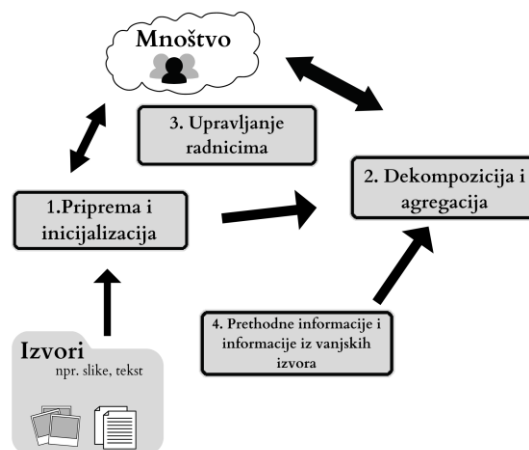 Mnoštvo
3. Upravljanje
radnicima
1.Priprema i
inicijalizacija
2. Dekompozicija i
agregacija
4. Prethodne informacije i
informacije iz vanjskih
izvora
Izvori
npr. slike, tekst